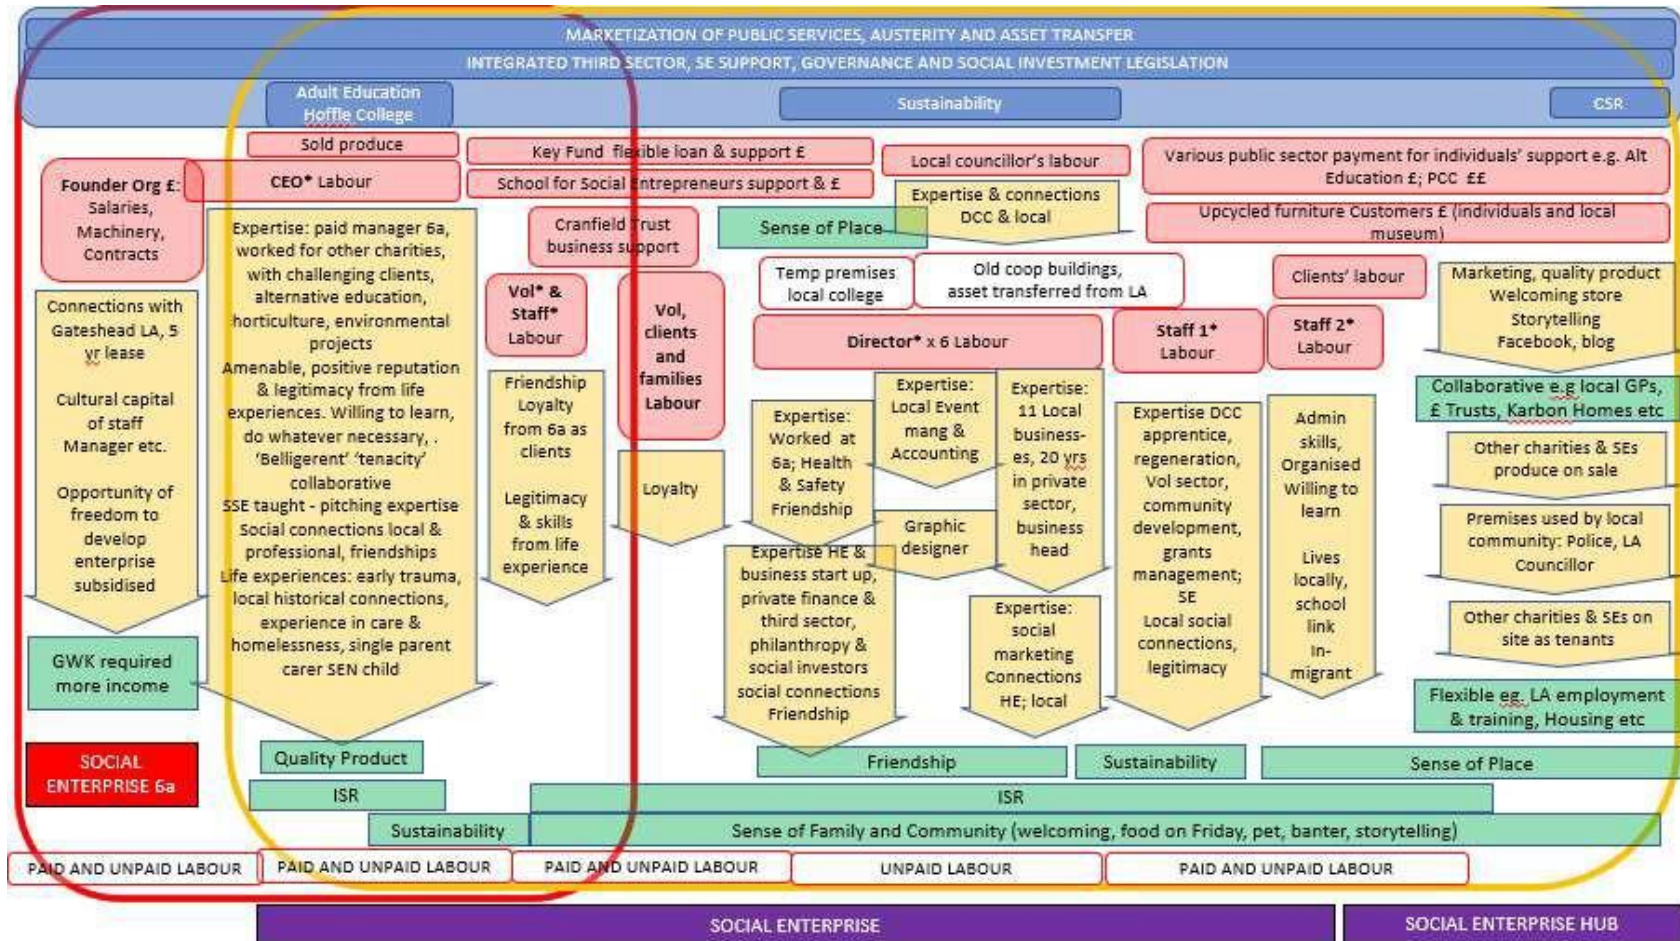 MARKETIZATION OF PUBLIC SERVICES, AUSTERITY AND ASSET TRANSFER
INTEGRATED THIRD SECTOR, SE SUPPORT, GOVERNANCE AND SOCIAL INVESTMENT LEGISLATION
Adult Education
Hoffle College
Sustainability
CSR
Sold produce
Key Fund flexible loan & support £
Local councillor's labour
Various public sector payment for individuals' support e.g. Alt
Education £; PCC ££
Founder Org £:
Salaries,
Machinery,
Contracts
CEO* Labour
School for Social Entrepreneurs support & £
Expertise & connections
DCC & local
Upcycled furniture Customers £ (individuals and local
museum)
Cranfield Trust
business support
Sense of Place
Temp premises
local college
Old coop buildings,
asset transferred from LA
Clients' labour
Connections with
Gateshead LA, 5
yr lease
Cultural capital
of staff
Manager etc.
Opportunity of
freedom to
develop
enterprise
subsidised
GWK required
more income
SOCIAL
ENTERPRISE 6a
Expertise: paid manager 6a,
worked for other charities,
with challenging clients,
alternative education,
horticulture, environmental
projects
Amenable, positive reputation
& legitimacy from life
experiences. Willing to learn,
do whatever necessary, .
'Belligerent' 'tenacity'
collaborative
SSE taught - pitching expertise
Social connections local &
professional, friendships
Life experiences: early trauma,
local historical connections,
experience in care &
homelessness, single parent
carer SEN child
Vol* &
Staff*
Labour
Friendship
Loyalty
from 6a as
clients
Legitimacy
& skills
from life
experience
Vol,
clients
and
families
Labour
Loyalty
Director* x 6 Labour
Expertise:
Worked at
6a; Health
& Safety
Friendship
Expertise HE &
business start up,
private finance &
third sector,
philanthropy &
social investors
social connections
Friendship
Expertise:
Local Event
mang &
Accounting
Graphic
designer
Expertise:
11 Local
business-
es, 20 yrs
in private
sector,
business
head
Expertise:
social
marketing
Connections
HE; local
Staff 1*
Labour
Expertise DCC
apprentice,
regeneration,
Vol sector,
community
development,
grants
management;
SE
Local social
connections,
legitimacy
Staff 2*
Labour
Admin
skills,
Organised
Willing to
learn
Lives
locally,
school
link
In-
migrant
Marketing, quality product
Welcoming store
Storytelling
Facebook, blog
Collaborative e.g local GPs,
£ Trusts, Karbon Homes etc
Other charities & SEs
produce on sale
Premises used by local
community: Police, LA
Councillor
Other charities & SEs on
site as tenants
Flexible eg. LA employment
& training, Housing etc
Quality Product
Friendship
Sustainability
Sense of Place
ISR
ISR
Sustainability
Sense of Family and Community (welcoming, food on Friday, pet, banter, storytelling)
PAID AND UNPAID LABOUR
PAID AND UNPAID LABOUR
PAID AND UNPAID LABOUR
UNPAID LABOUR
PAID AND UNPAID LABOUR
SOCIAL ENTERPRISE
SOCIAL ENTERPRISE HUB